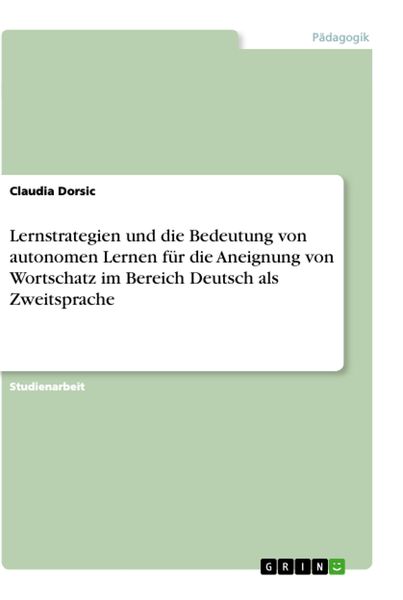 Pädagogik
Claudia Dorsic
Lernstrategien und die Bedeutung von
autonomen Lernen für die Aneignung von
Wortschatz im Bereich Deutsch als
Zweitsprache
Studienarbeit
GRIN